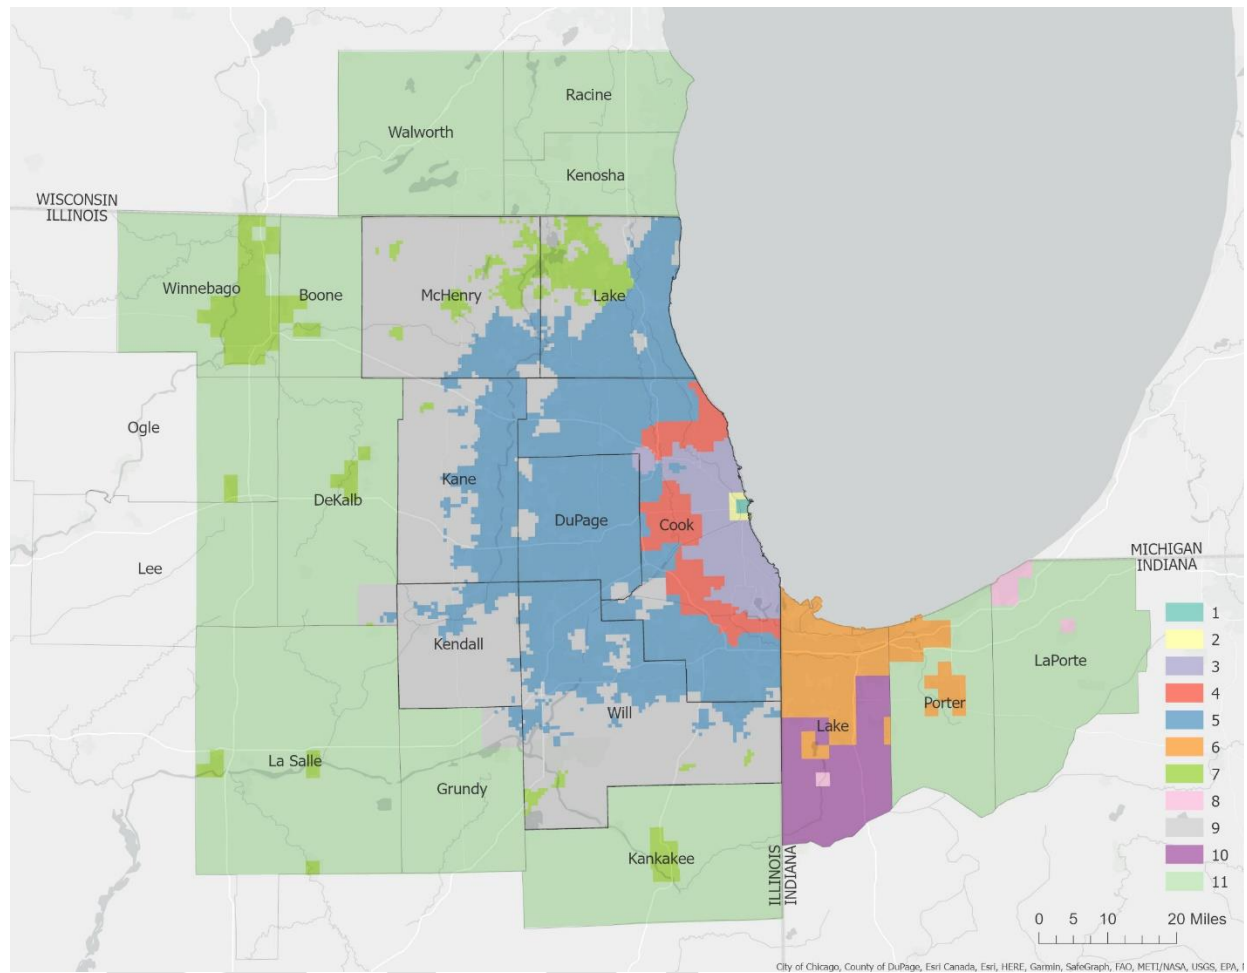 Racine
Walworth
Kenosha
WISCONSIN
ILLINOIS
Winnebago
Boone
McHenry
Lake
Ogle
DeKalb
Kane
DuPage
Cook
Lee
MICHIGAN
INDIANA
Kendall
LaPorte
Porter
Will
Lake
La Salle
Grundy
Kankakee
ILLINOIS
INDIANA
1
2
3
4
5
6
7
8
9
10
11
0 5 10 20 Miles
City of Chicago, County of DuPage, Esri Canada, Esri, HERE, Garmin, SafeGraph, FAO, METI/NASA, USGS, EPA,